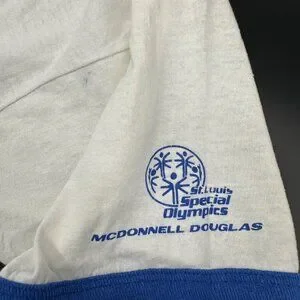 St. Louis
Special
Olympics
MCDONNELL DOUGLAS